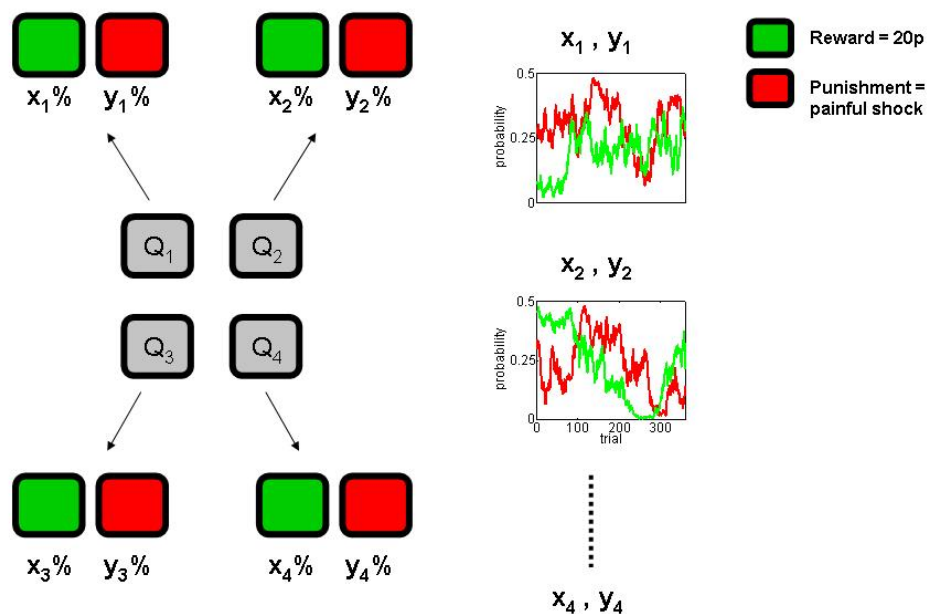 x₁% y₁%
x₂% y₂%
Q₁ Q₂
Q₃ Q₄
x₃% y₃%
x₄% y₄%
x₁ , y₁
0.5
0.25
0
probability
x₂ , y₂
0.5
0.25
0
probability
0 100 200 300
trial
x₄ , y₄
Reward = 20p
Punishment =
painful shock